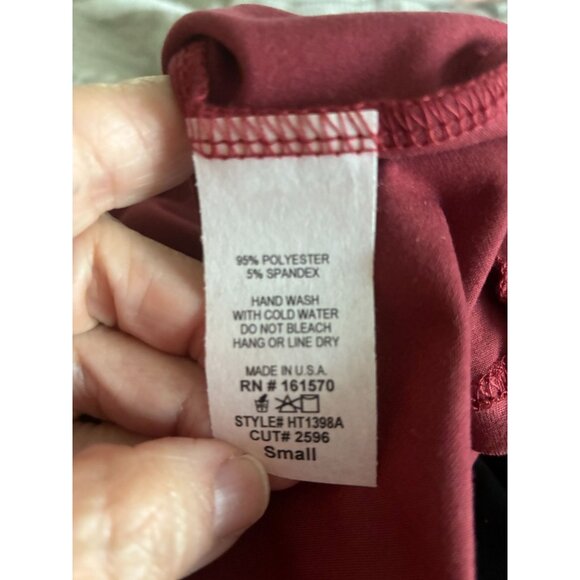 95% POLYESTER
5% SPANDEX
HAND WASH
WITH COLD WATER
DO NOT BLEACH
HANG OR LINE DRY
MADE IN U.S.A.
RN # 161570
STYLE# HT1398A
CUT# 2596
Small